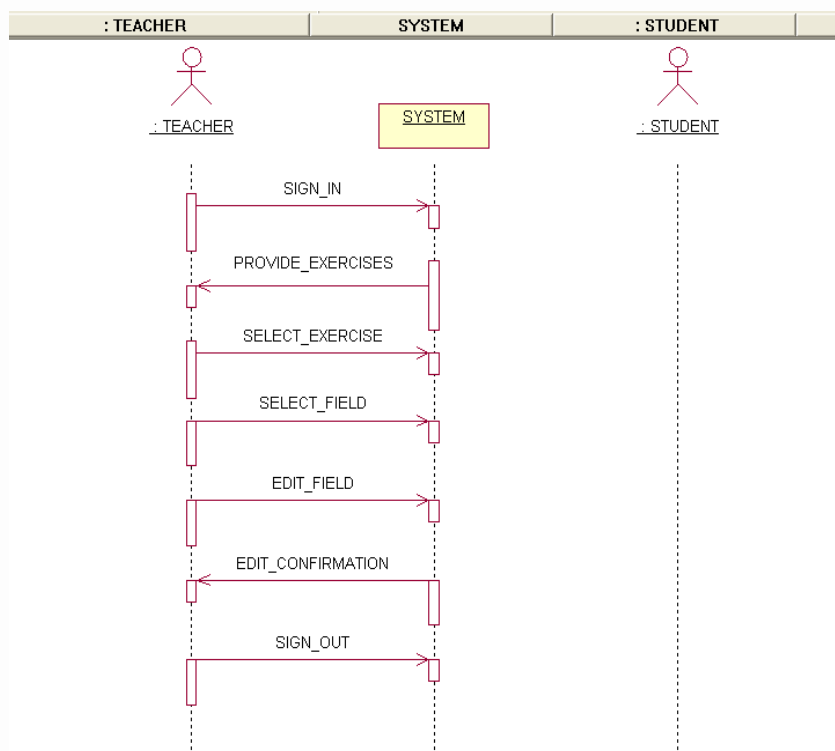 : TEACHER
SYSTEM
: STUDENT
: TEACHER
SYSTEM
: STUDENT
SIGN_IN
PROVIDE_EXERCISES
SELECT_EXERCISE
SELECT_FIELD
EDIT_FIELD
EDIT_CONFIRMATION
SIGN_OUT